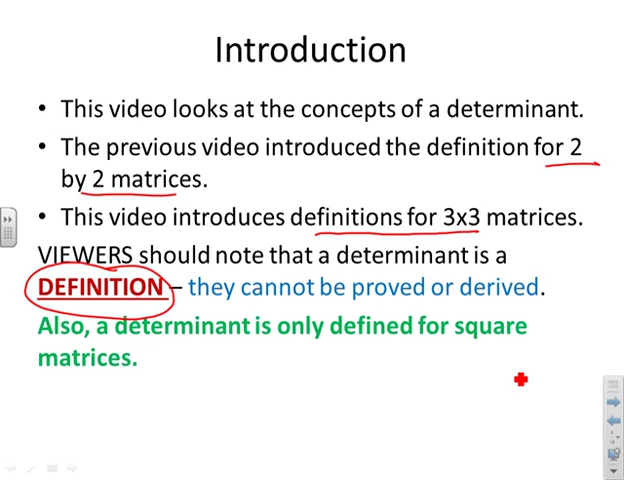 Introduction
• This video looks at the concepts of a determinant.
• The previous video introduced the definition for 2
by 2 matrices.
• This video introduces definitions for 3x3 matrices.
VIEWERS should note that a determinant is a
DEFINITION – they cannot be proved or derived.
Also, a determinant is only defined for square
matrices.